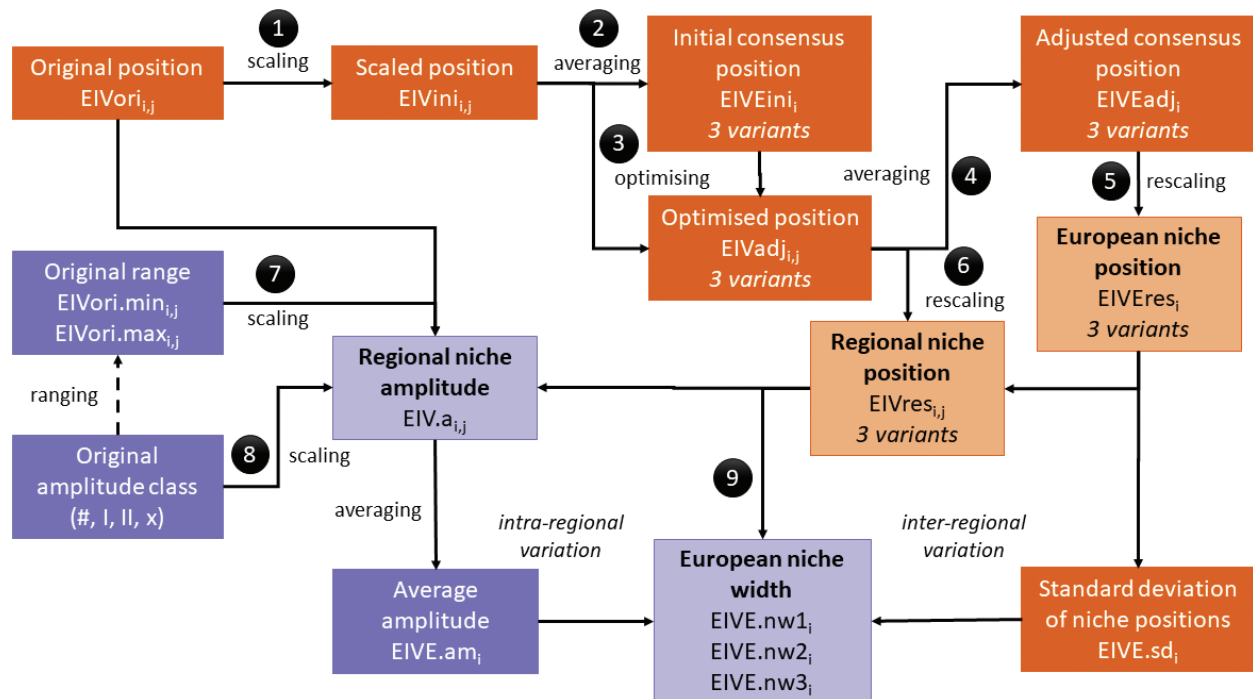 1
scaling
2
averaging
Original position
EIVori i,j
Scaled position
EIVini i,j
Initial consensus
position
EIVEini i
3 variants
Adjusted consensus
position
EIVEadj i
3 variants
3
optimising
averaging
4
5
rescaling
Optimised position
EIVadj i,j
3 variants
European niche
position
EIVEres i
3 variants
6
rescaling
Original range
EIVori.min i,j
EIVori.max i,j
7
scaling
Regional niche
amplitude
EIV.a i,j
Regional niche
position
EIVres i,j
3 variants
ranging
Original
amplitude class
(#, I, II, x)
8
scaling
9
averaging
intra-regional
variation
inter-regional
variation
Average
amplitude
EIVE.am i
European niche
width
EIVE.nw1 i
EIVE.nw2 i
EIVE.nw3 i
Standard deviation
of niche positions
EIVE.sd i